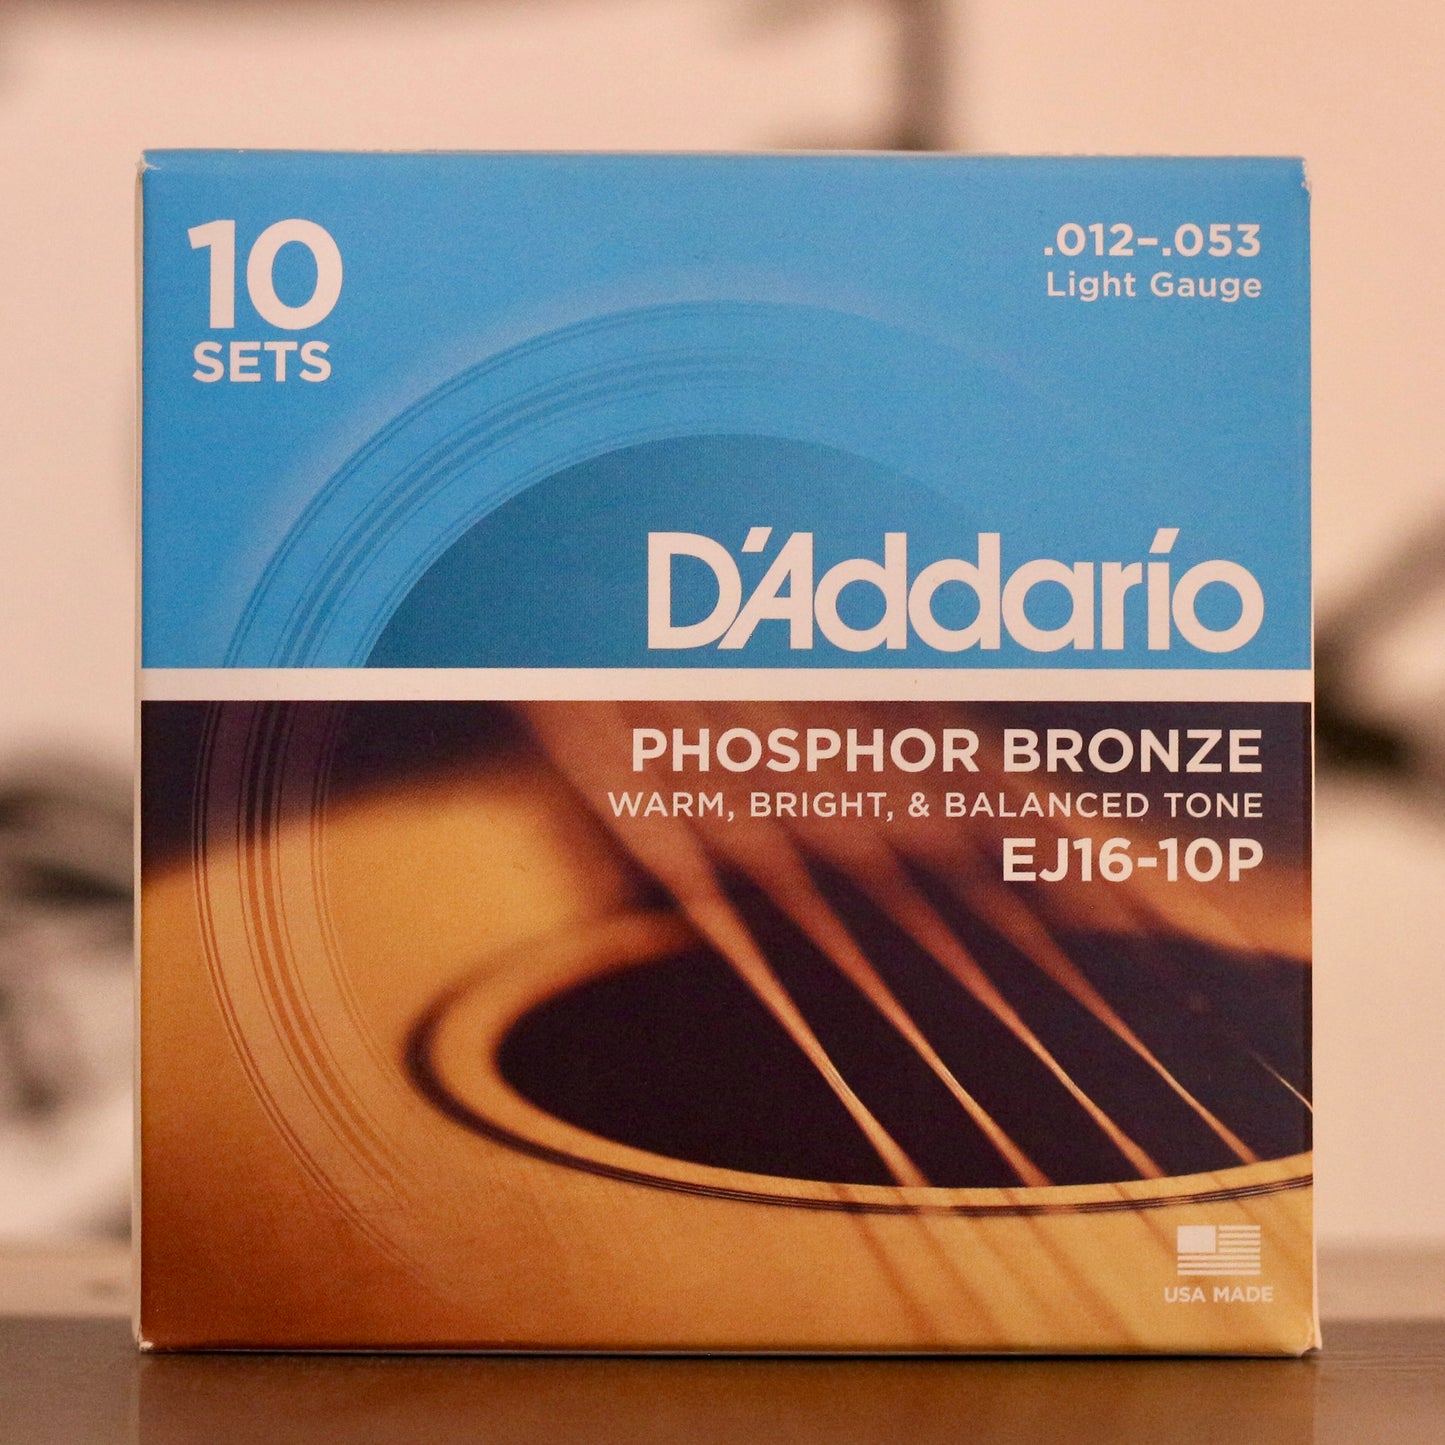 10
SETS
.012–.053
Light Gauge
D'Addario
PHOSPHOR BRONZE
WARM, BRIGHT, & BALANCED TONE
EJ16-10P
USA MADE